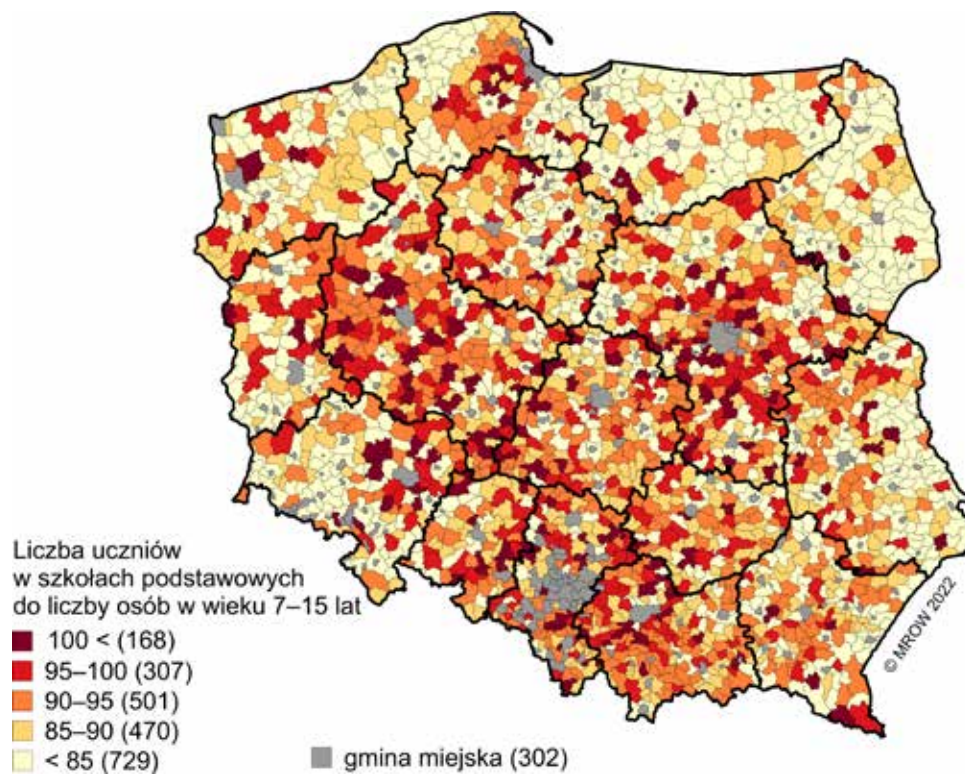 Liczba uczniów
w szkołach podstawowych
do liczby osób w wieku 7–15 lat
100 < (168)
95–100 (307)
90–95 (501)
85–90 (470)
< 85 (729)
gmina miejska (302)
© MROW 2022